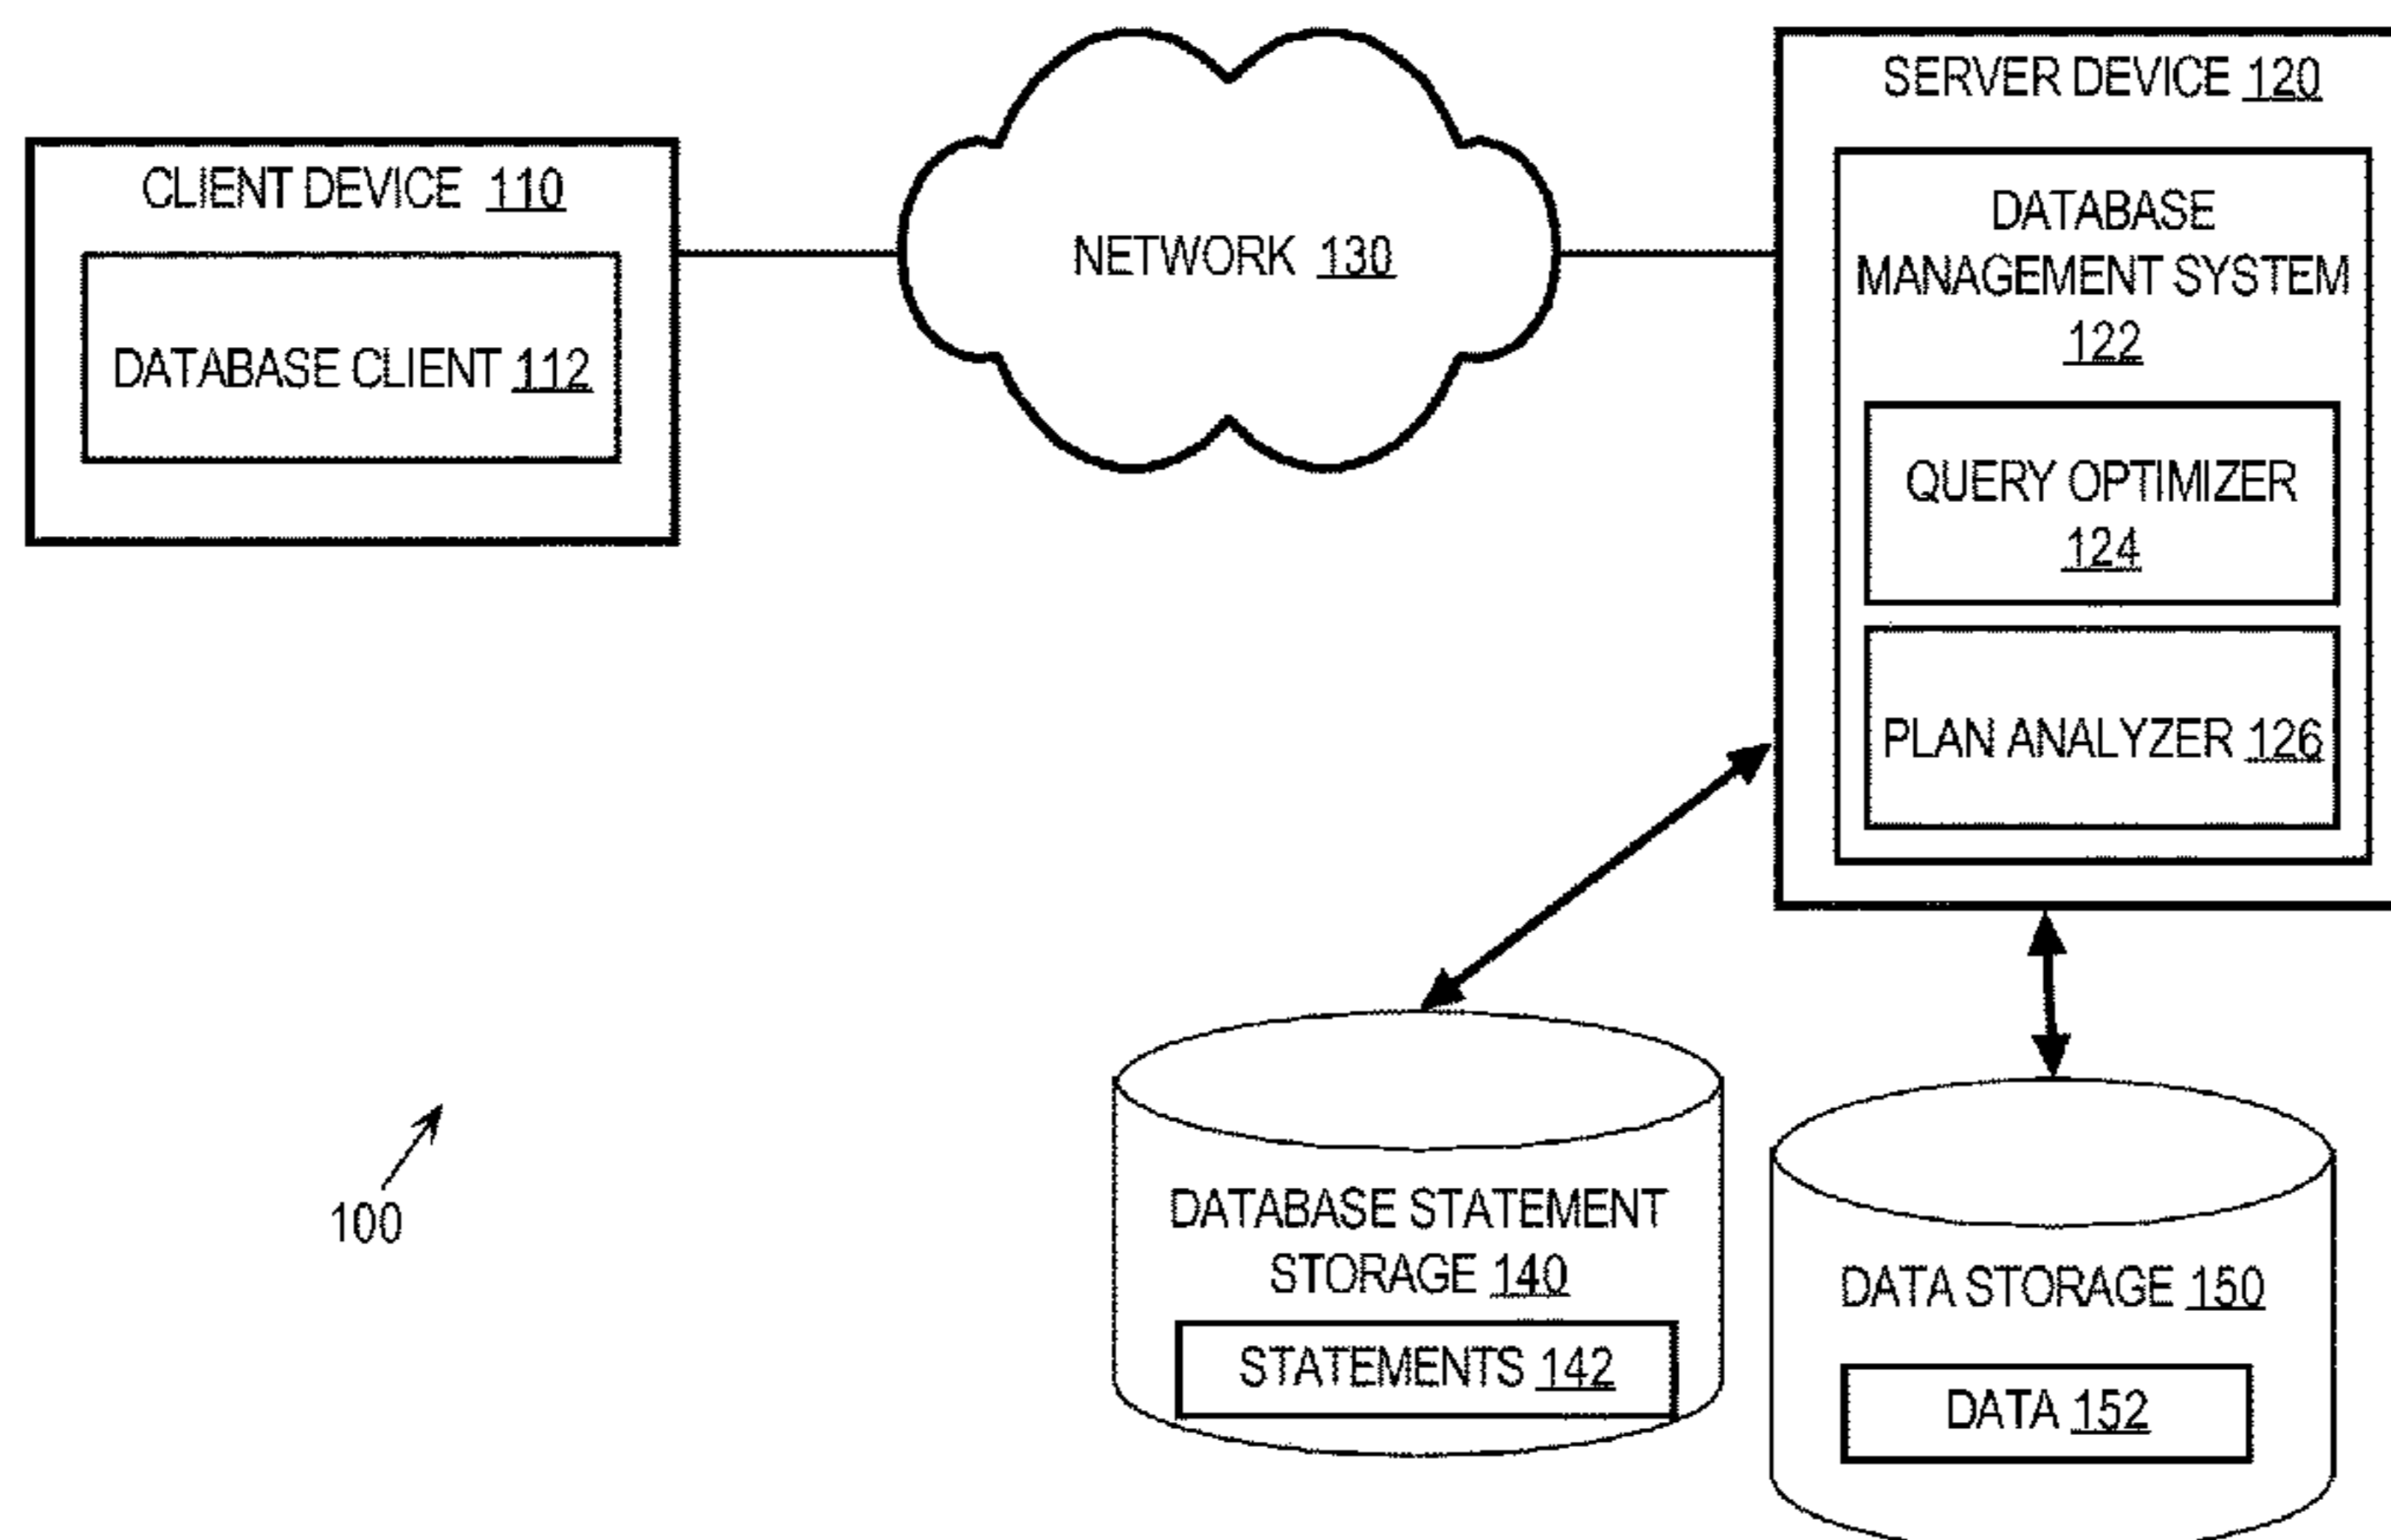 CLIENT DEVICE 110
DATABASE CLIENT 112
NETWORK 130
SERVER DEVICE 120
DATABASE
MANAGEMENT SYSTEM
122
QUERY OPTIMIZER
124
PLAN ANALYZER 126
100
DATABASE STATEMENT
STORAGE 140
STATEMENTS 142
DATA STORAGE 150
DATA 152